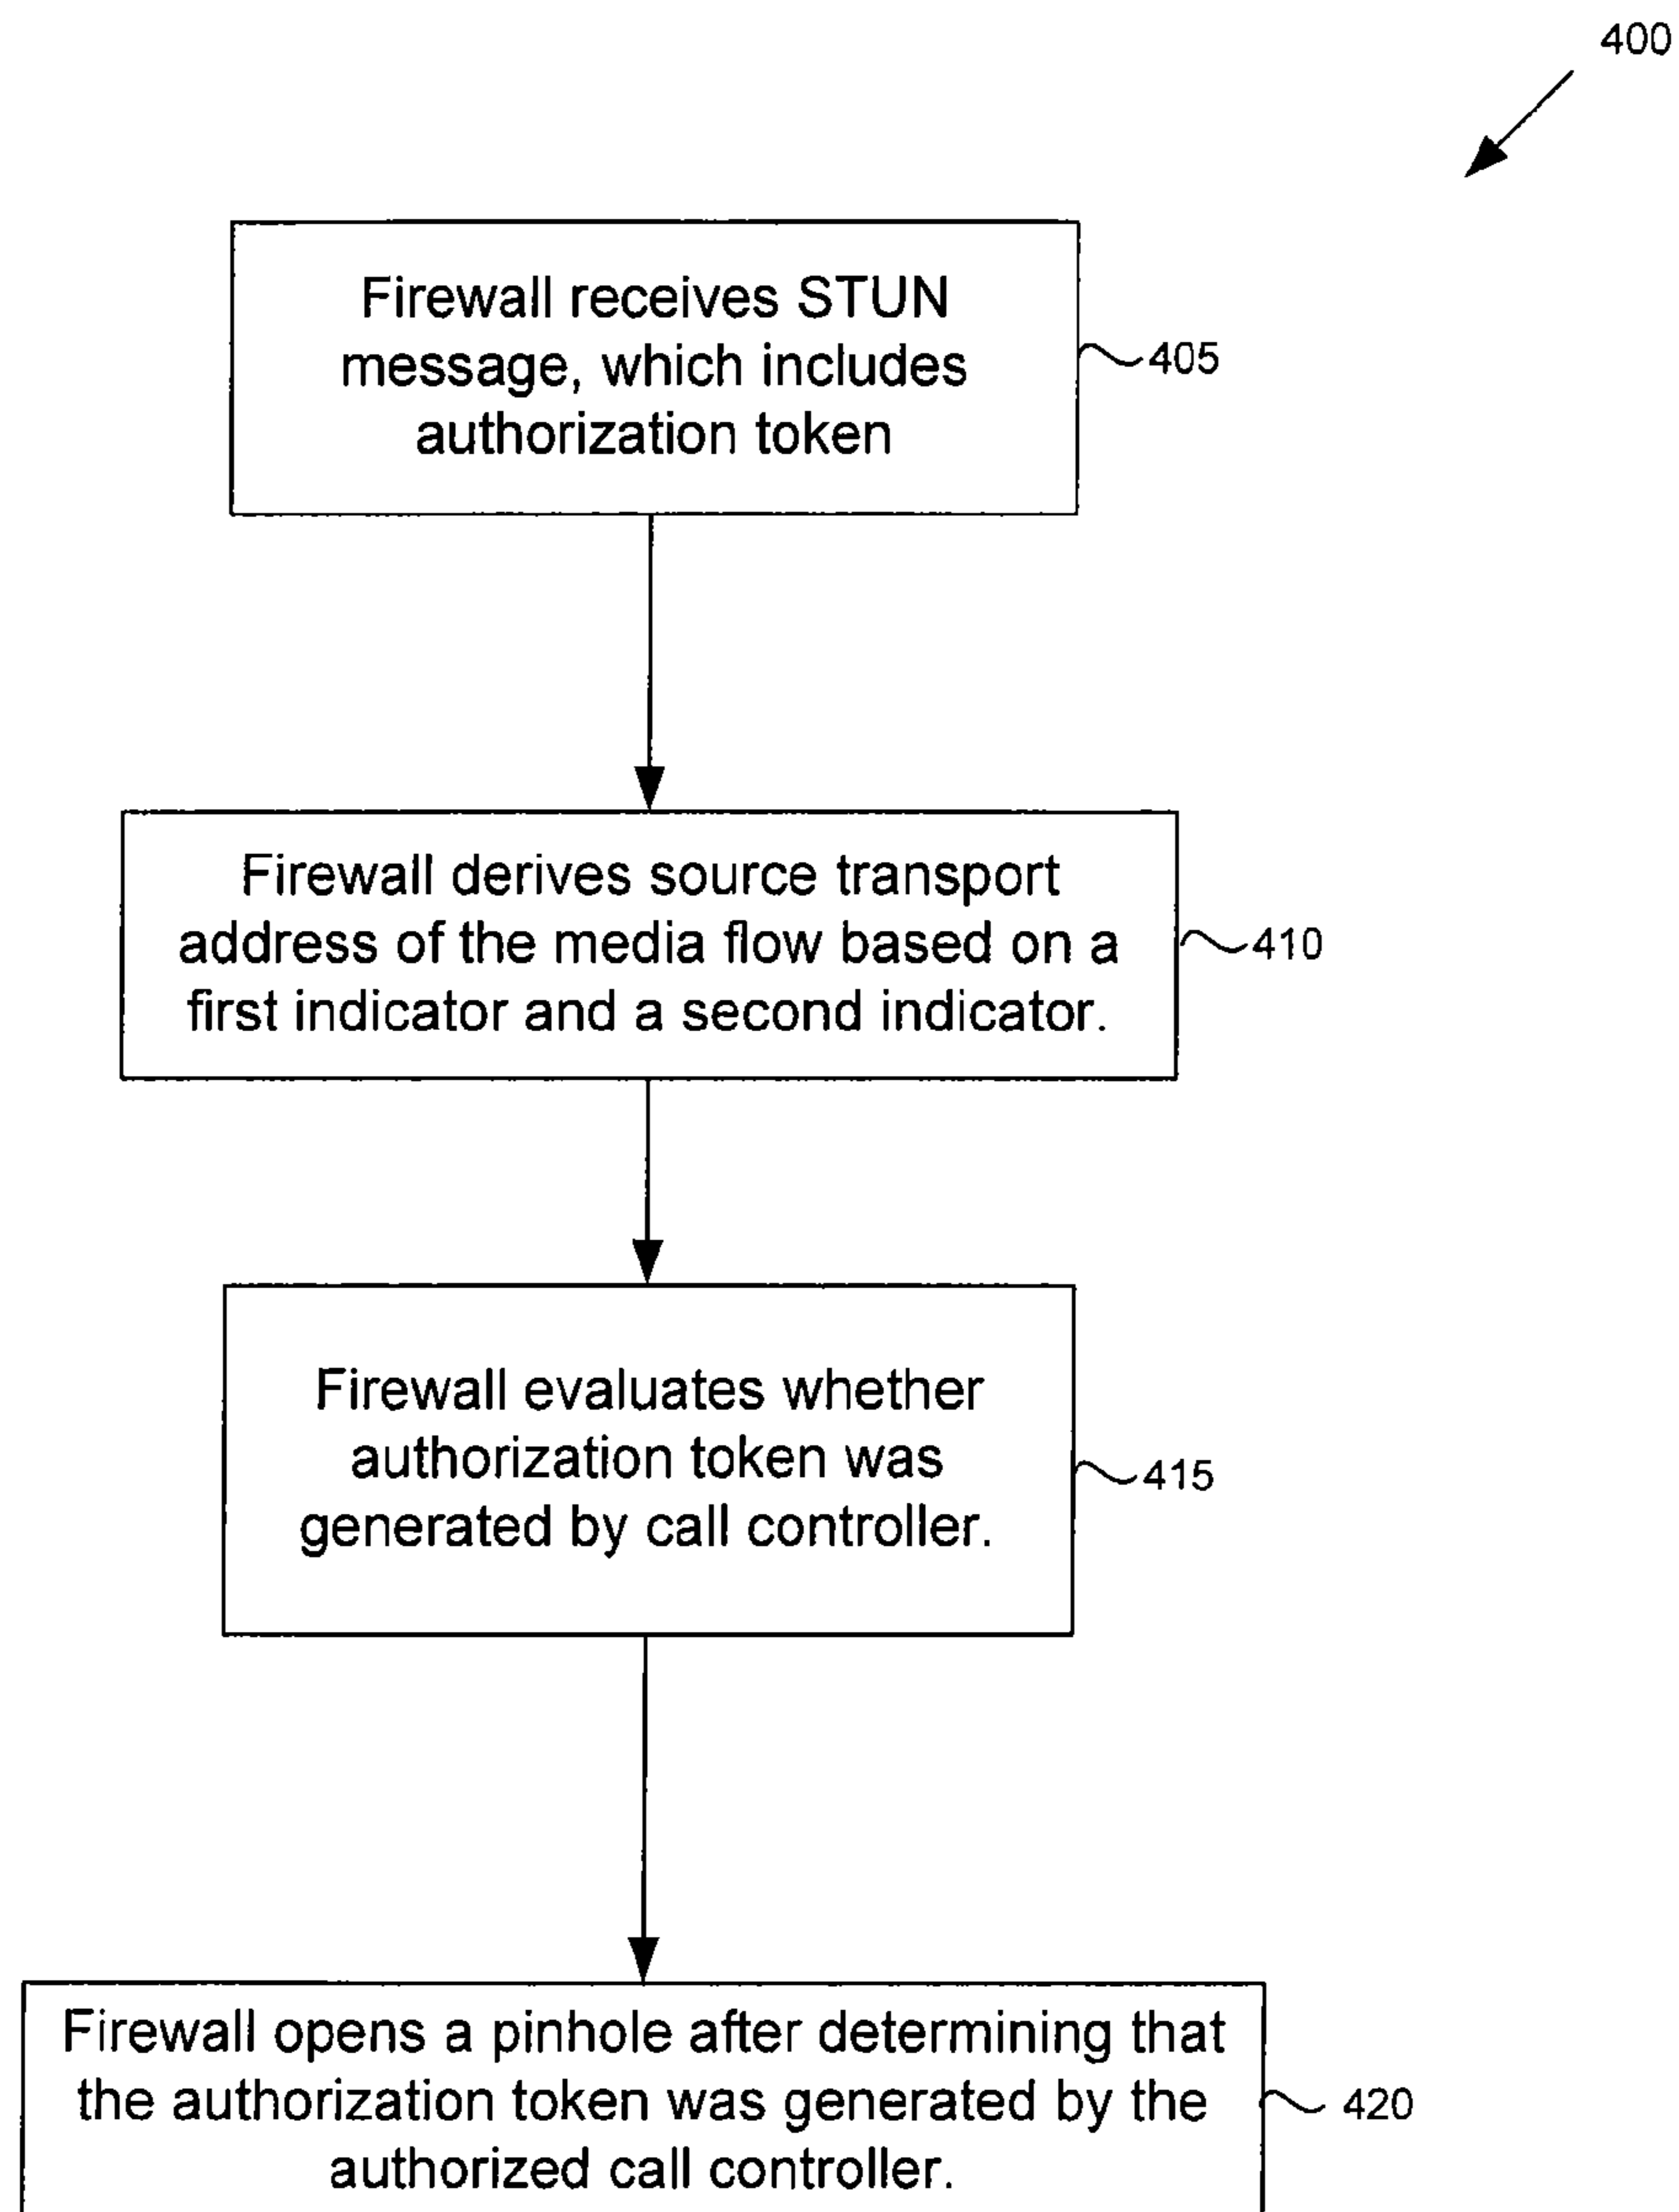 400
Firewall receives STUN
message, which includes
authorization token
405
Firewall derives source transport
address of the media flow based on a
first indicator and a second indicator.
410
Firewall evaluates whether
authorization token was
generated by call controller.
415
Firewall opens a pinhole after determining that
the authorization token was generated by the
authorized call controller.
420